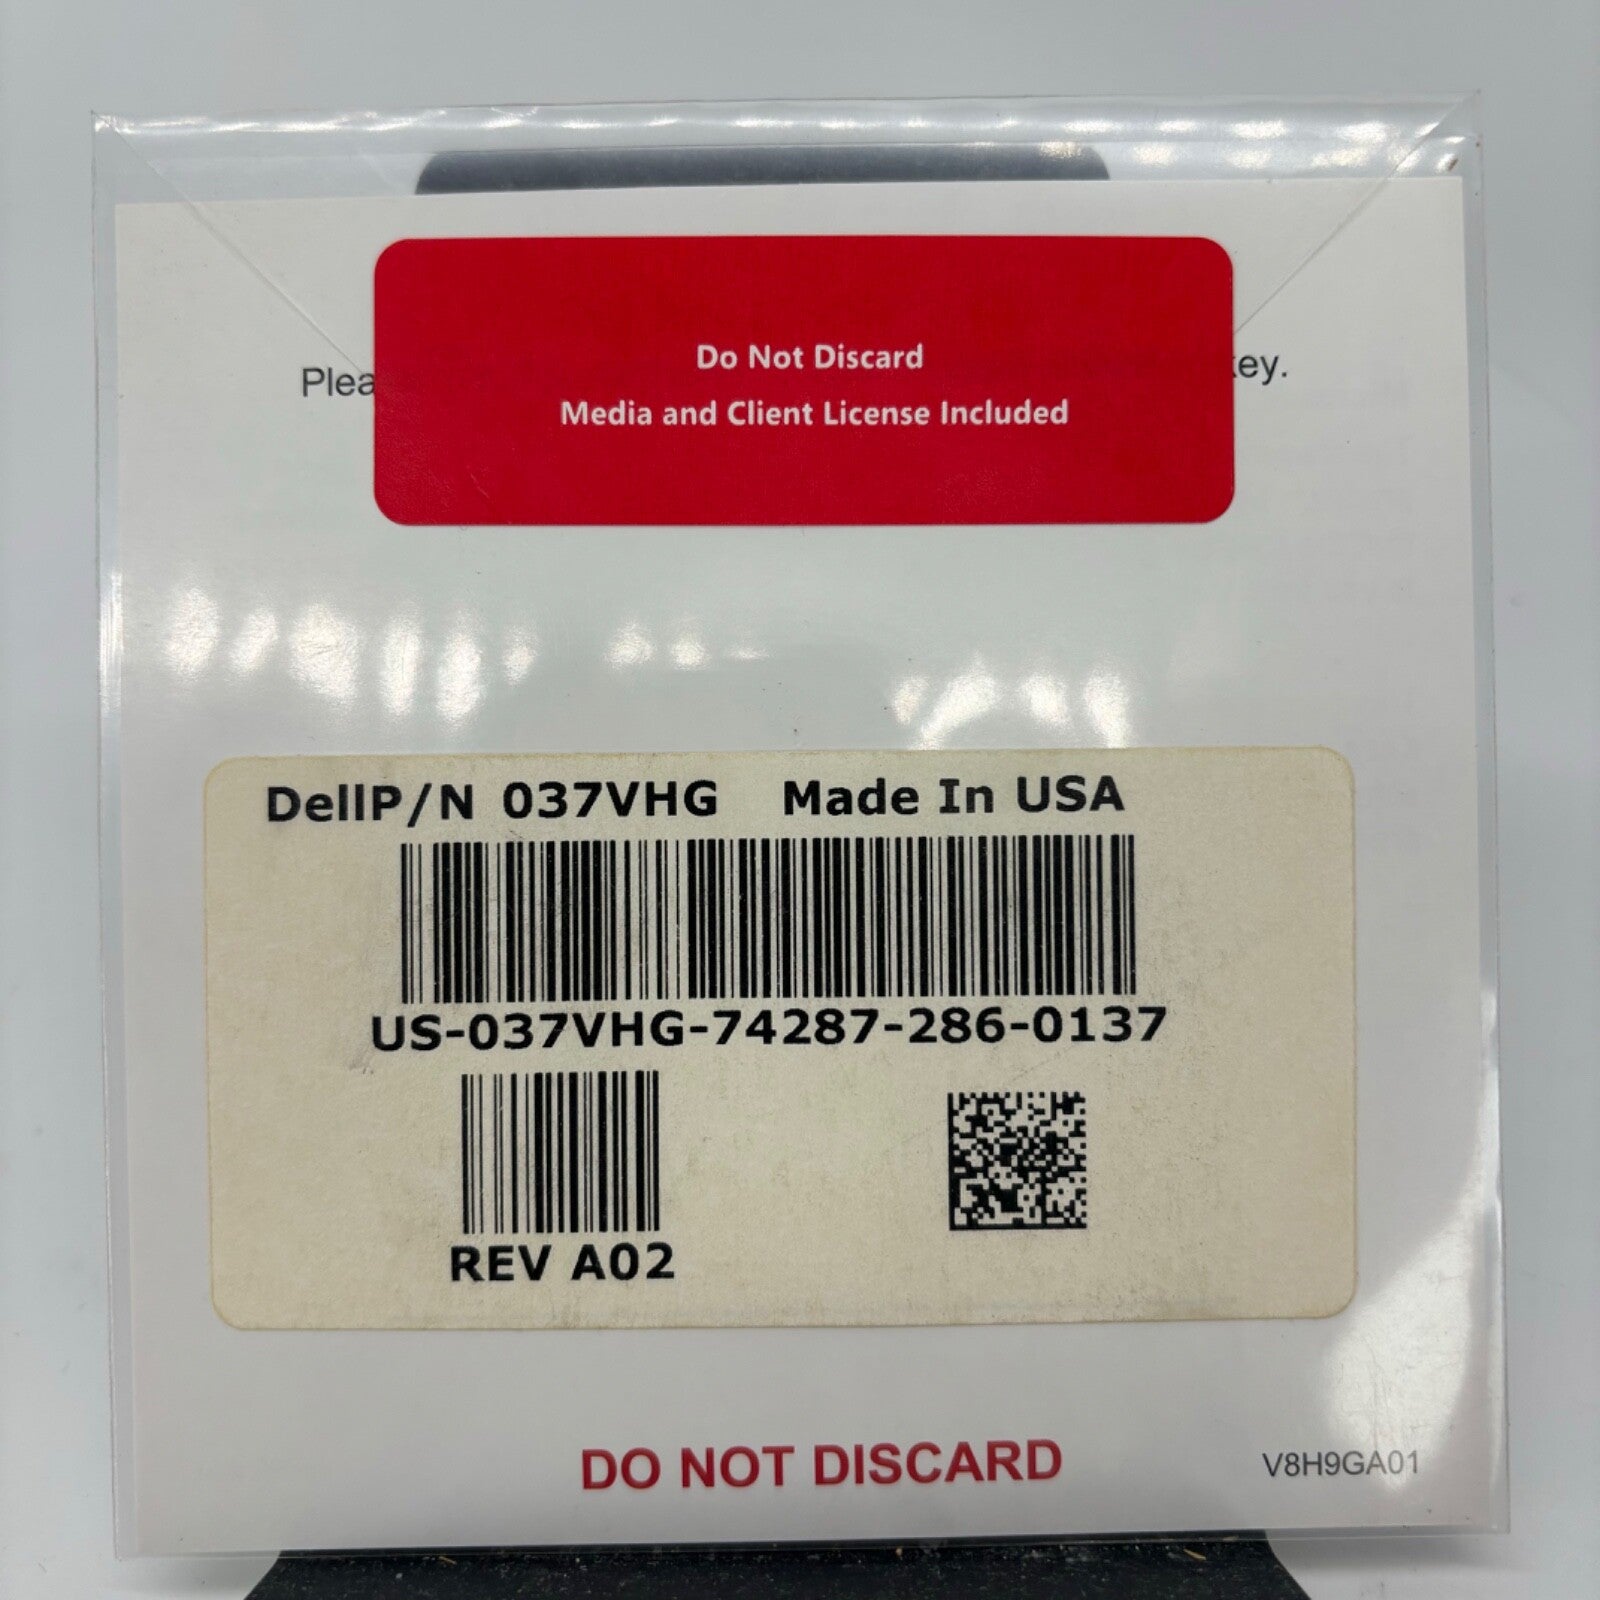 Do Not Discard
Media and Client License Included
DellP/N 037VHG Made In USA
US-037VHG-74287-286-0137
REV A02
DO NOT DISCARD
V8H9GA01